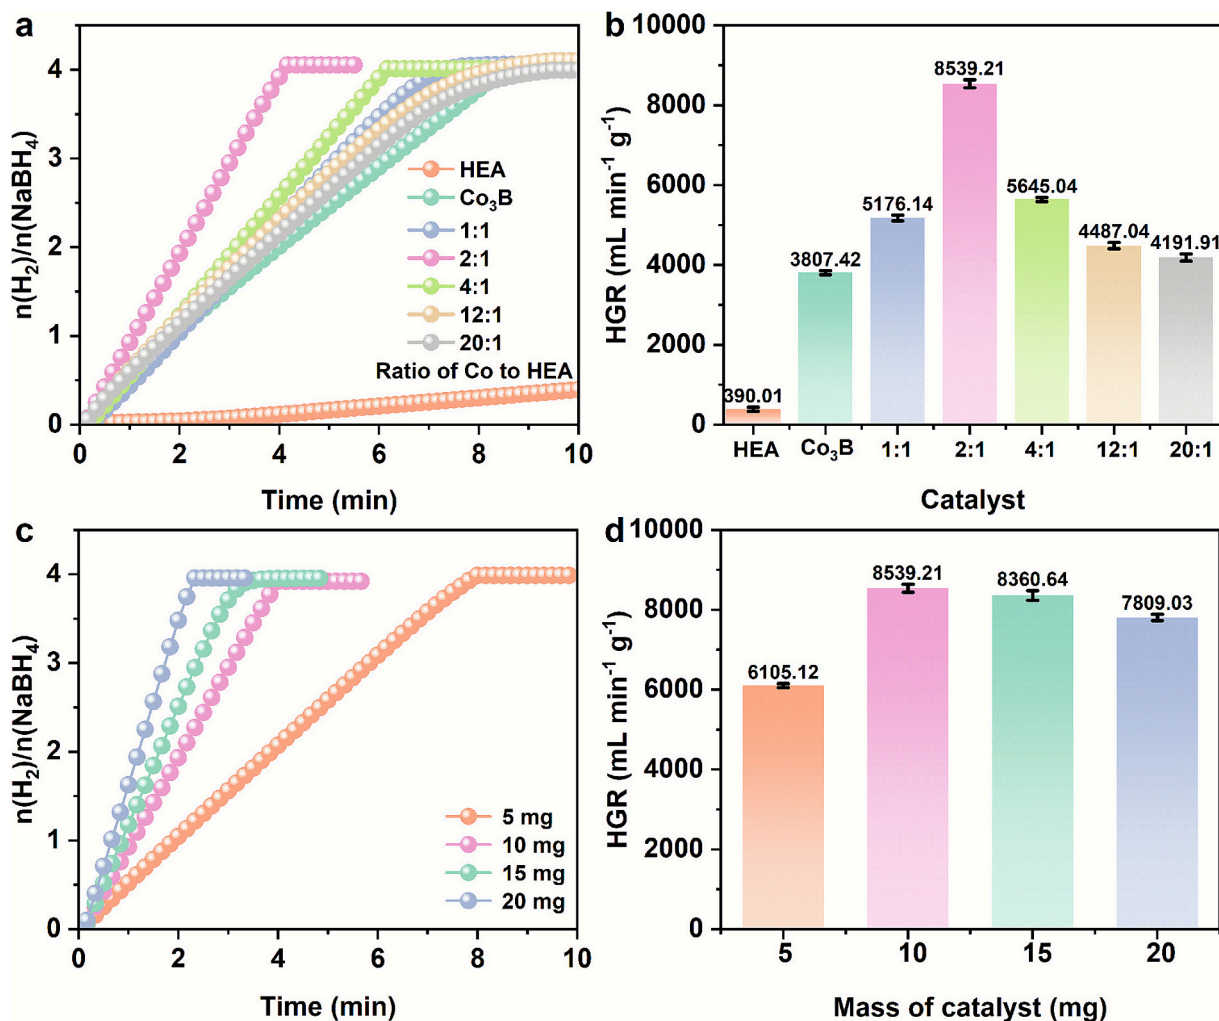 a
n(H₂)/n(NaBH₄)
4
3
2
1
0
HEA
Co₃B
1:1
2:1
4:1
12:1
20:1
Ratio of Co to HEA
0 2 4 6 8 10
Time (min)
b
HGR (mL min⁻¹ g⁻¹)
10000
8000
6000
4000
2000
0
390.01
3807.42
5176.14
8539.21
5645.04
4487.04
4191.91
HEA Co₃B 1:1 2:1 4:1 12:1 20:1
Catalyst
c
n(H₂)/n(NaBH₄)
4
3
2
1
0
5 mg
10 mg
15 mg
20 mg
0 2 4 6 8 10
Time (min)
d
HGR (mL min⁻¹ g⁻¹)
10000
8000
6000
4000
2000
0
6105.12
8539.21
8360.64
7809.03
5 10 15 20
Mass of catalyst (mg)